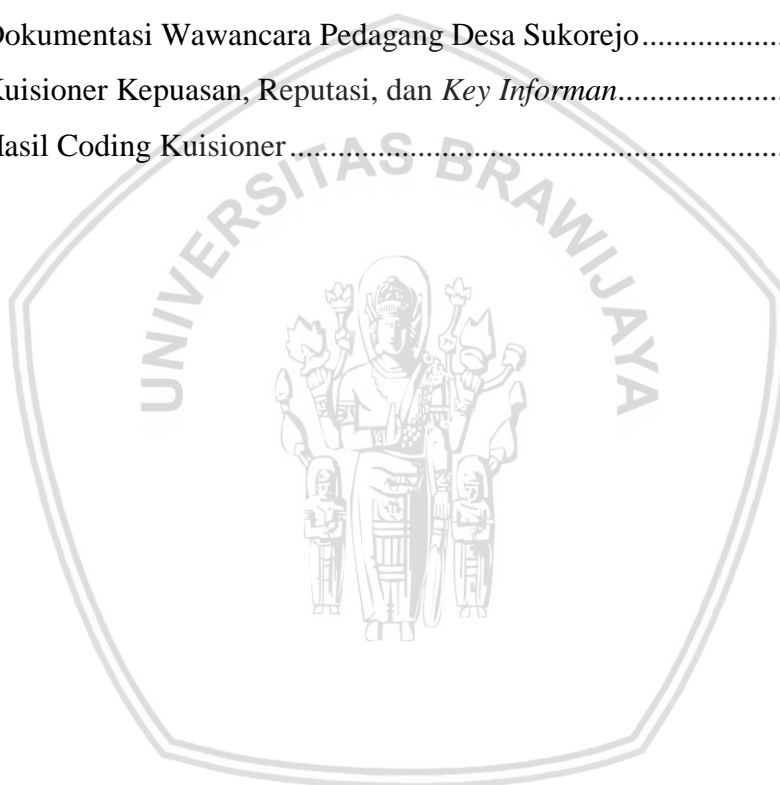 Dokumentasi Wawancara Pedagang Desa Sukorejo..................
Kuisioner Kepuasan, Reputasi, dan Key Informan....................
Hasil Coding Kuisioner.............................................................
UNIVERSITAS BRAWIJAYA